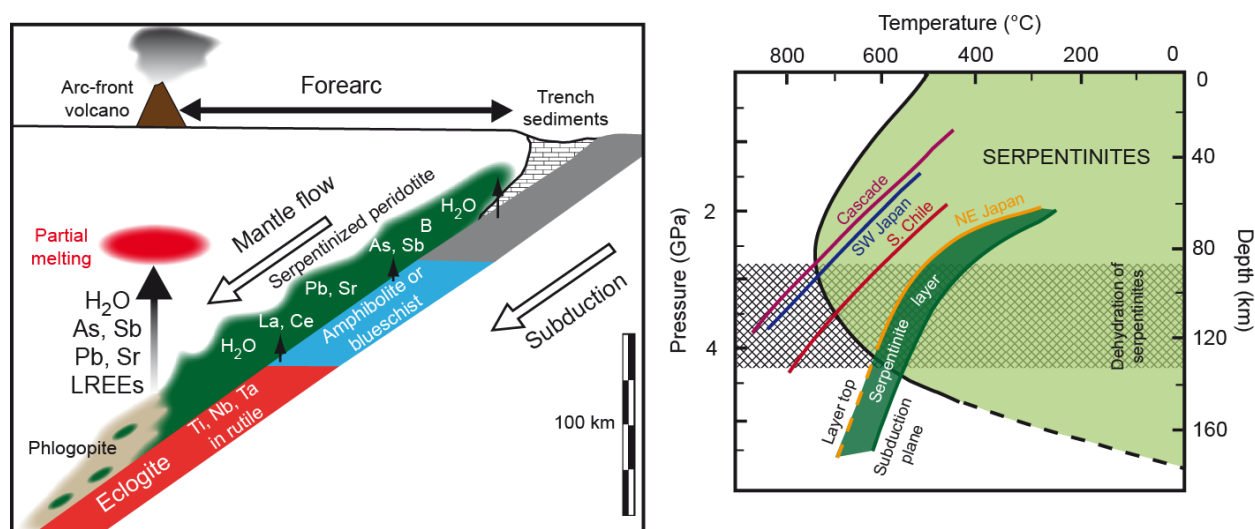 Arc-front
volcano
Forearc
Trench
sediments
Mantle flow
Serpentinized peridotite
H₂O
B
As, Sb
Pb, Sr
La, Ce
H₂O
Partial
melting
H₂O
As, Sb
Pb, Sr
LREEs
Amphibolite or
blueschist
Subduction
Ti, Nb, Ta
in rutile
Phlogopite
Eclogite
100 km
Temperature (°C)
800
600
400
200
0
Pressure (GPa)
2
4
0
40
80
120
160
Depth (km)
SERPENTINITES
Cascade
SW Japan
S. Chile
NE Japan
Serpentinite layer
Layer top
Subduction
plane
Dehydration of
serpentinites